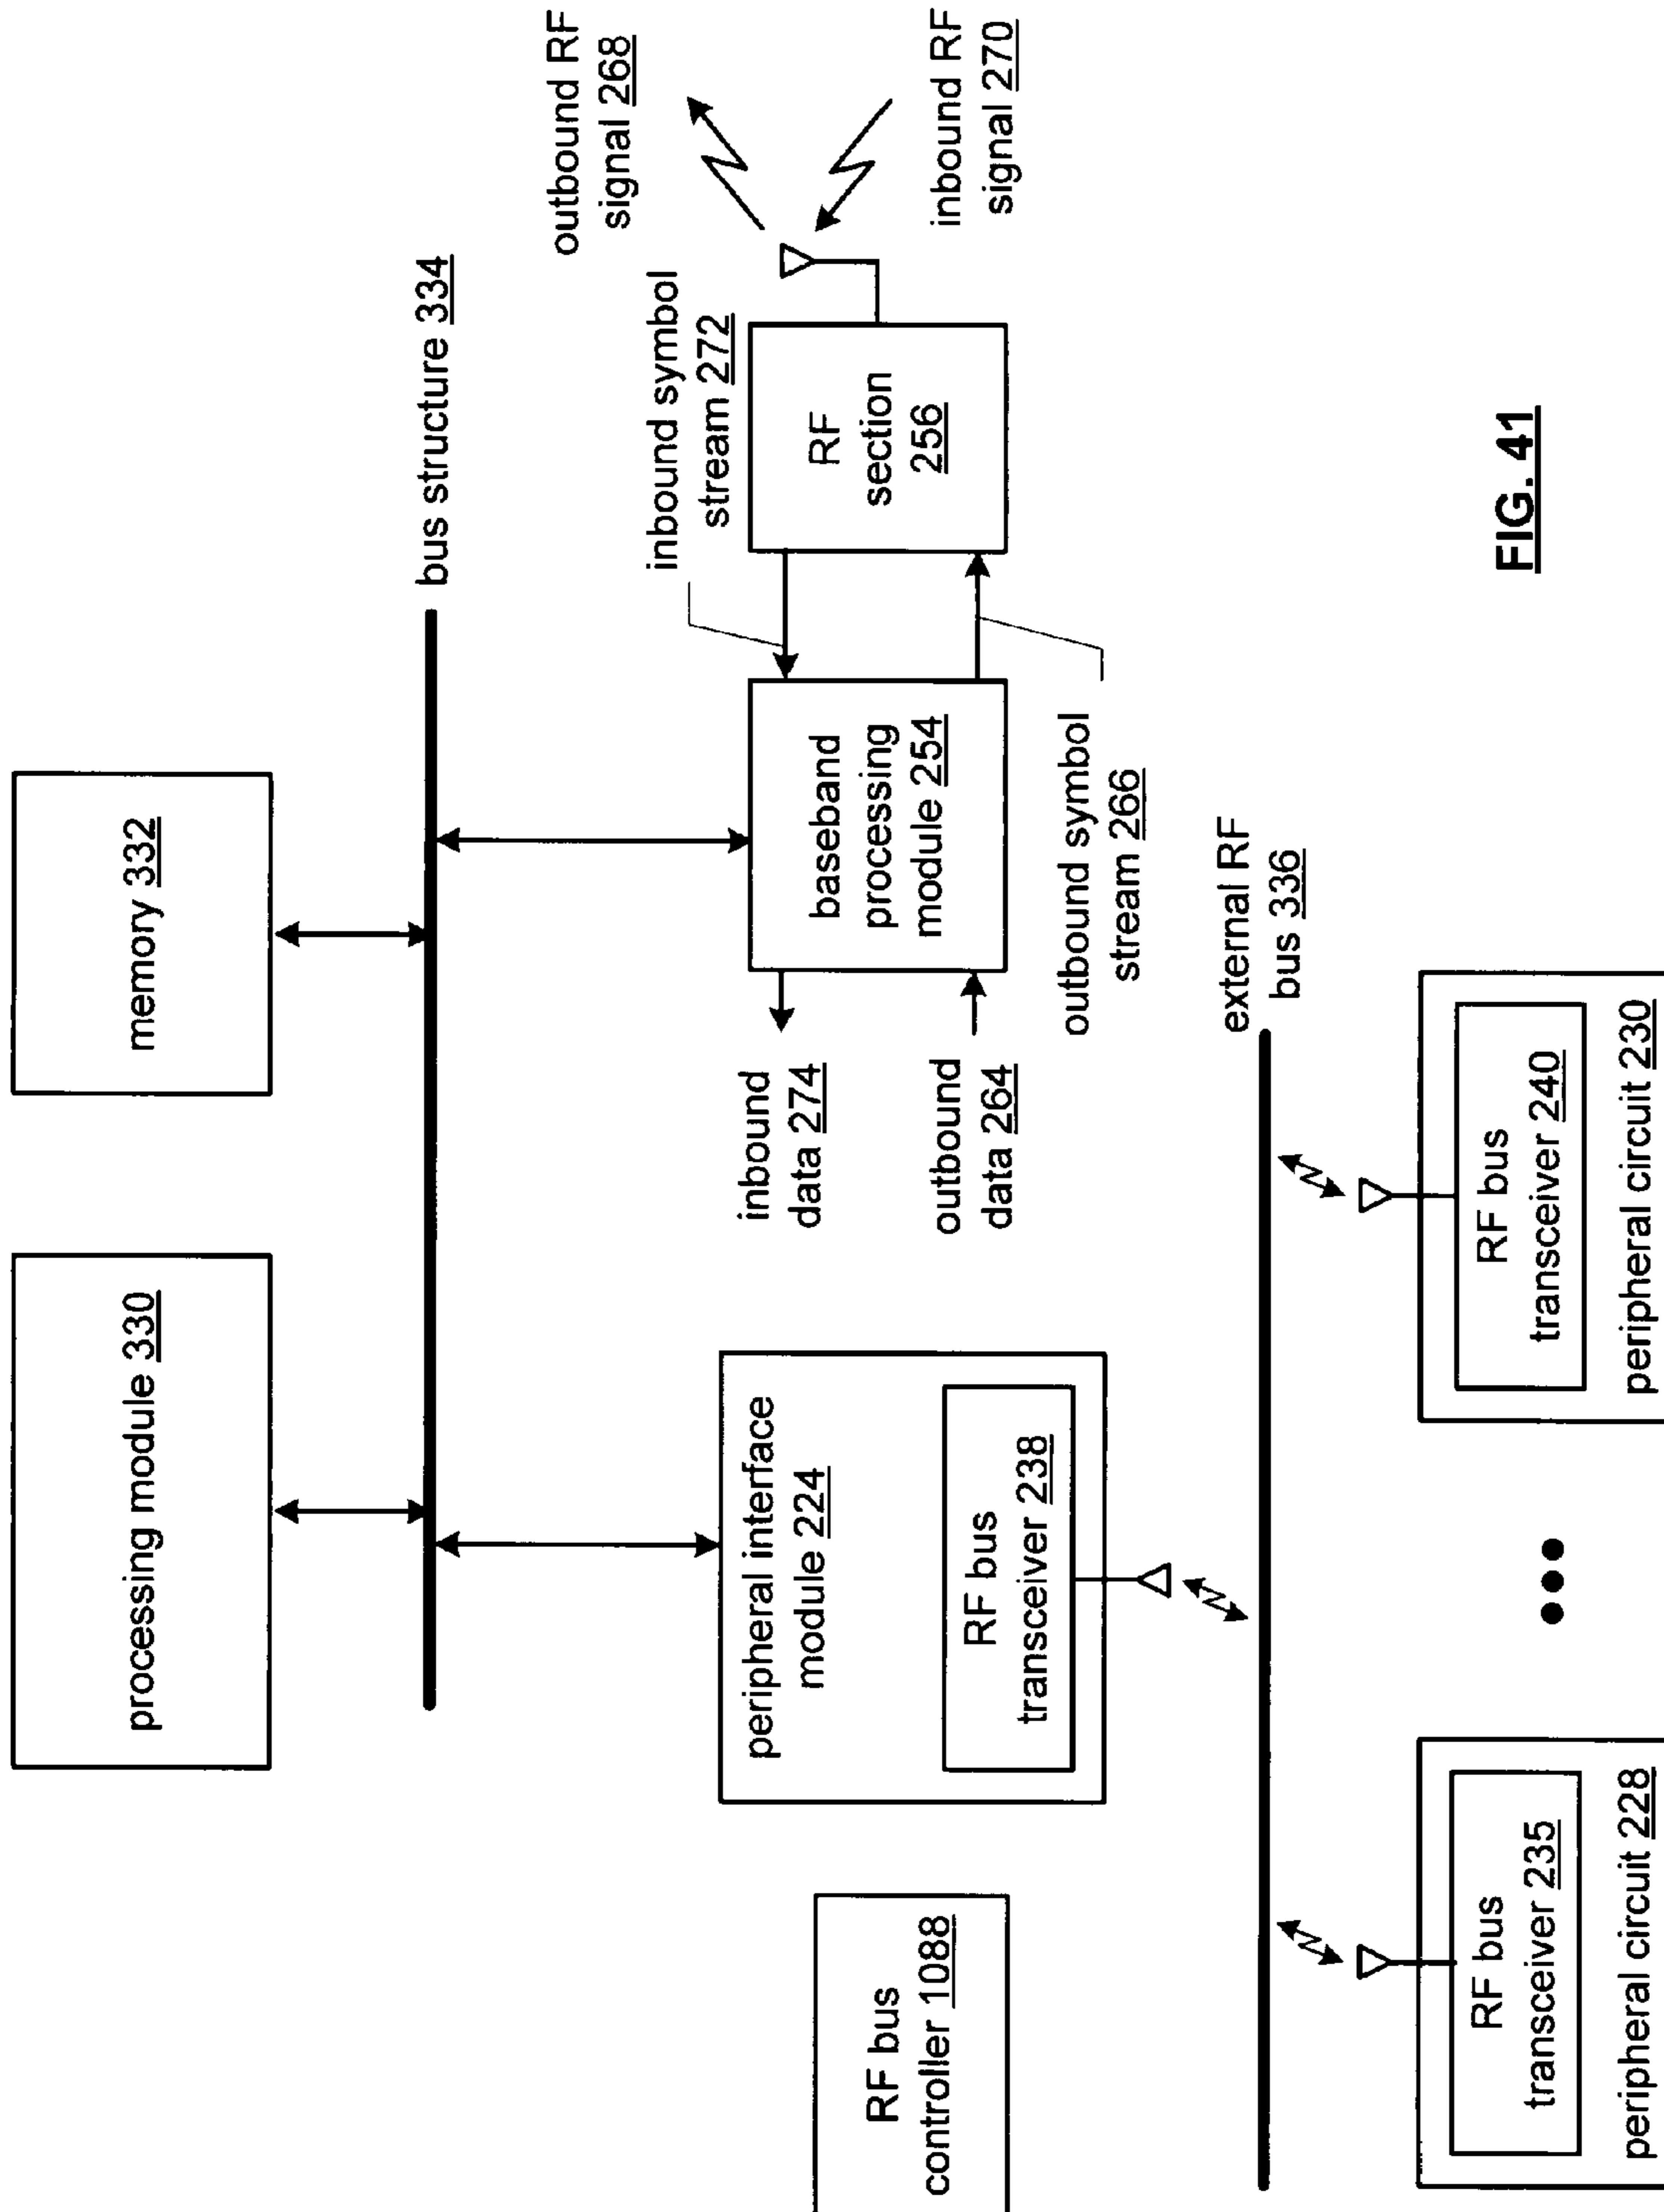 processing module 330
memory 332
bus structure 334
RF bus
controller 1088
peripheral interface
module 224
RF bus
transceiver 238
inbound
data 274
outbound
data 264
baseband
processing
module 254
inbound symbol
stream 272
outbound symbol
stream 266
RF
section
256
outbound RF
signal 268
inbound RF
signal 270
external RF
bus 336
RF bus
transceiver 235
peripheral circuit 228
RF bus
transceiver 240
peripheral circuit 230
FIG. 41